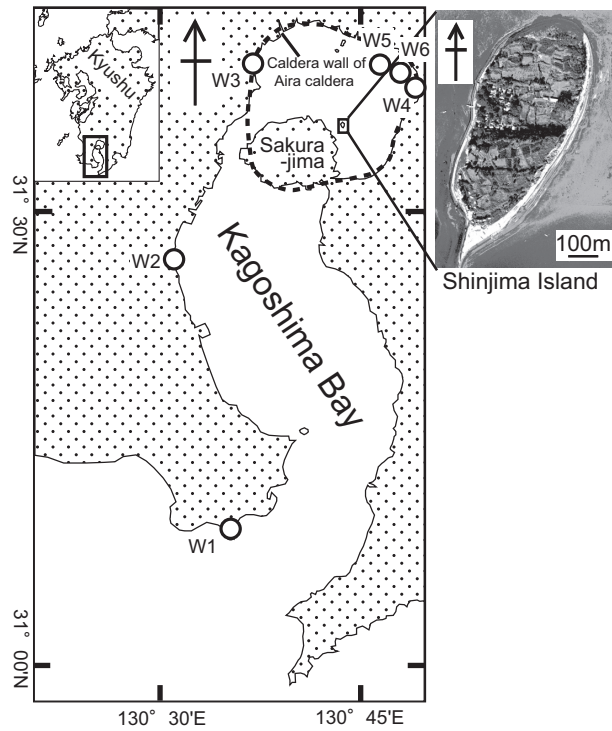 Kyushu
W3
Caldera wall of
Aira caldera
W5
W6
W4
Sakura
-jima
31° 30'N
W2
100m
Shinjima Island
Kagoshima Bay
W1
31° 00'N
130° 30'E
130° 45'E